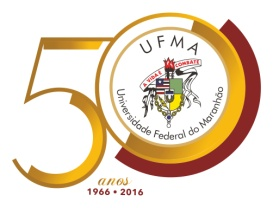 50
UFMA
A VIDA É COMBATE
Universidade Federal do Maranhão
anos
1966 • 2016